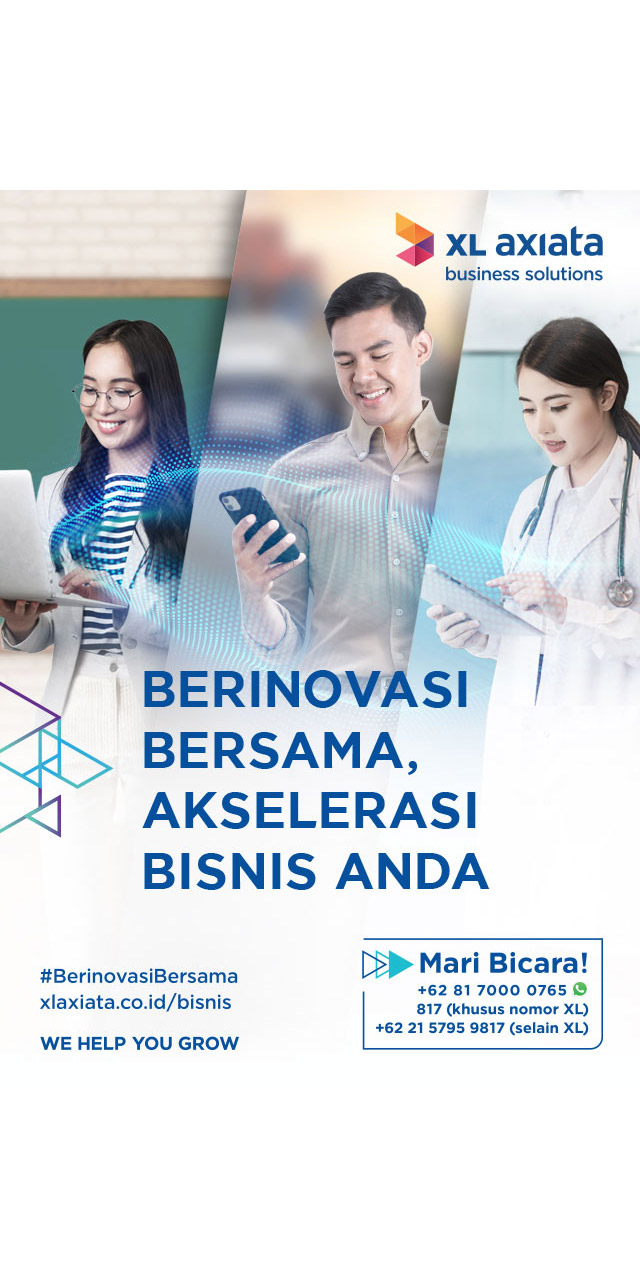 XL axiata
business solutions
BERINOVASI
BERSAMA,
AKSELERASI
BISNIS ANDA
#BerinovasiBersama
xlaxiata.co.id/bisnis
WE HELP YOU GROW
Mari Bicara!
+62 81 7000 0765
817 (khusus nomor XL)
+62 21 5795 9817 (selain XL)